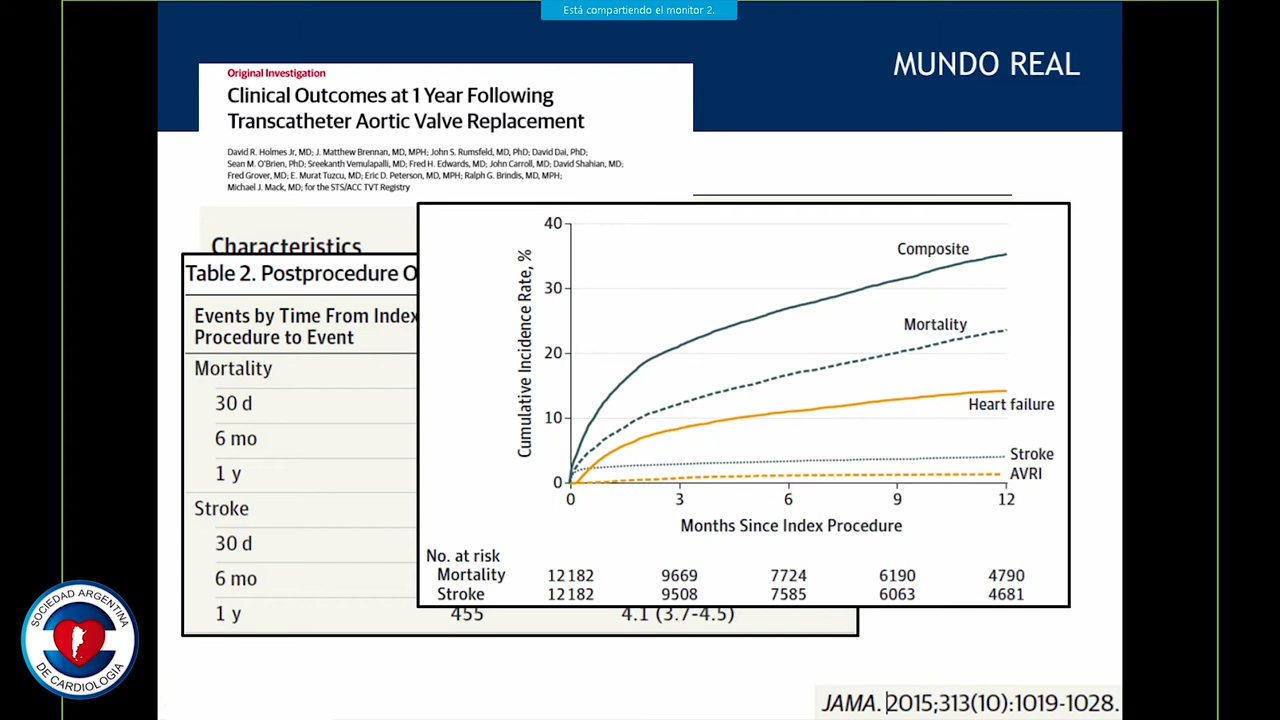 Está compartiendo el monitor 2.
MUNDO REAL
Original Investigation
Clinical Outcomes at 1 Year Following
Transcatheter Aortic Valve Replacement
David R. Holmes Jr, MD; J. Matthew Brennan, MD, MPH; John S. Rumsfeld, MD, PhD; David Dai, PhD;
Sean M. O'Brien, PhD; Sreekanth Vemulapalli, MD; Fred H. Edwards, MD; John Carroll, MD; David Shahian, MD;
Fred Grover, MD; E. Murat Tuzcu, MD; Eric D. Peterson, MD, MPH; Ralph G. Brindis, MD, MPH;
Michael J. Mack, MD; for the STS/ACC TVT Registry
Characteristics
Table 2. Postprocedure O
Events by Time From Index
Procedure to Event
Mortality
30 d
6 mo
1 y
Stroke
30 d
6 mo
1 y 455 4.1 (3.7-4.5)
Cumulative Incidence Rate, %
40
30
20
10
0
Composite
Mortality
Heart failure
Stroke
AVRI
0 3 6 9 12
Months Since Index Procedure
No. at risk
Mortality 12 182 9669 7724 6190 4790
Stroke 12 182 9508 7585 6063 4681
SOCIEDAD ARGENTINA
DE CARDIOLOGIA
JAMA. 2015;313(10):1019-1028.